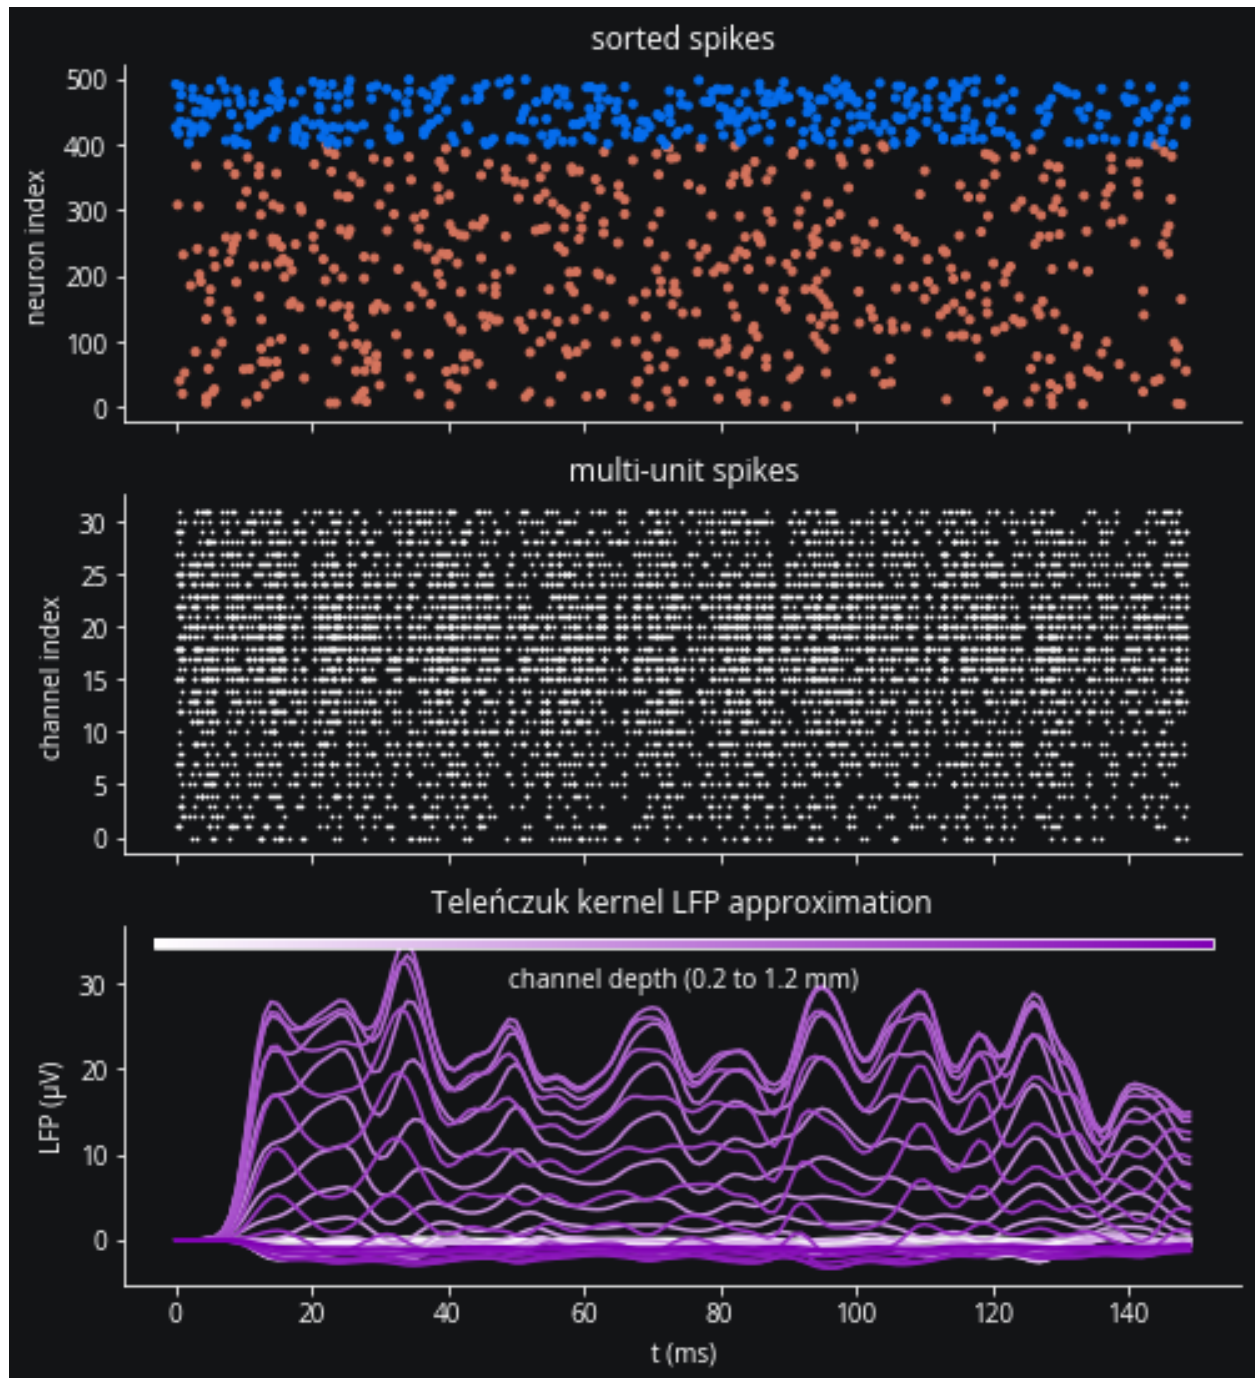 sorted spikes
500
400
300
200
100
0
neuron index
multi-unit spikes
30
25
20
15
10
5
0
channel index
Teleńczuk kernel LFP approximation
channel depth (0.2 to 1.2 mm)
30
20
10
0
LFP (μV)
0 20 40 60 80 100 120 140
t (ms)